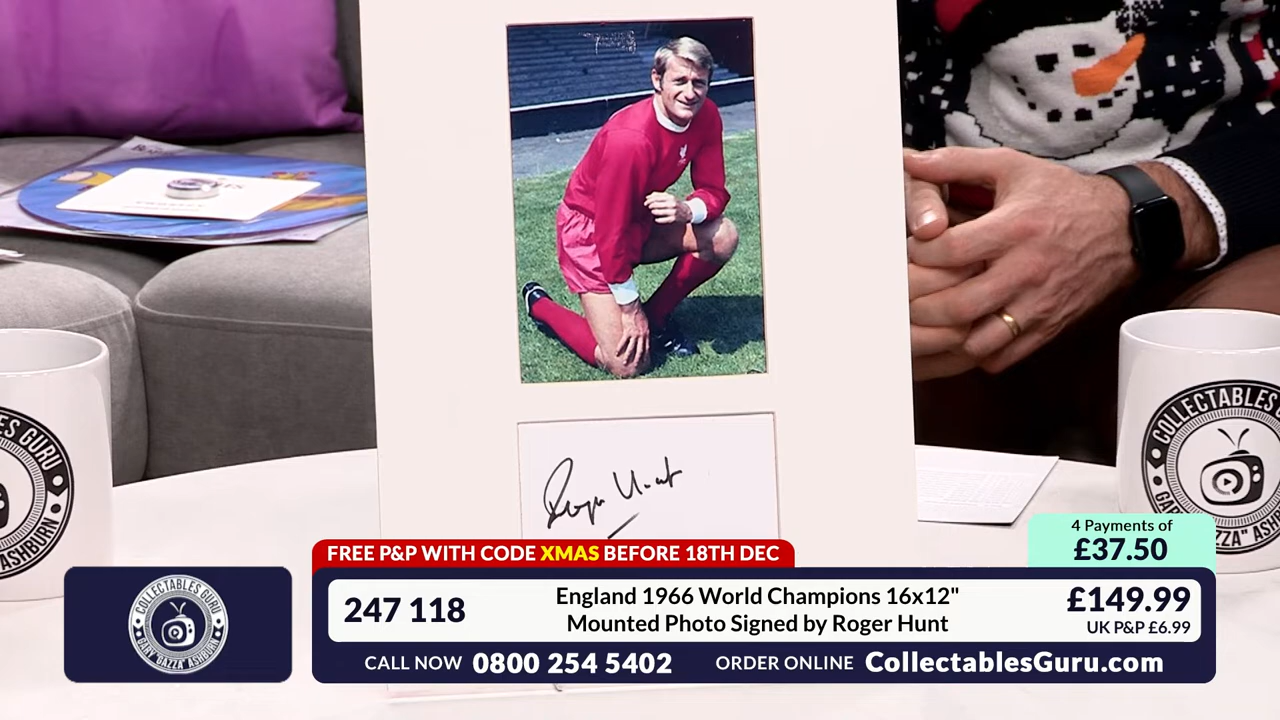 Roger Hunt
COLLECTABLES GURU
GARY "GAZZA" ASHBURN
4 Payments of
£37.50
FREE P&P WITH CODE XMAS BEFORE 18TH DEC
247 118
England 1966 World Champions 16x12"
Mounted Photo Signed by Roger Hunt
£149.99
UK P&P £6.99
CALL NOW 0800 254 5402
ORDER ONLINE CollectablesGuru.com